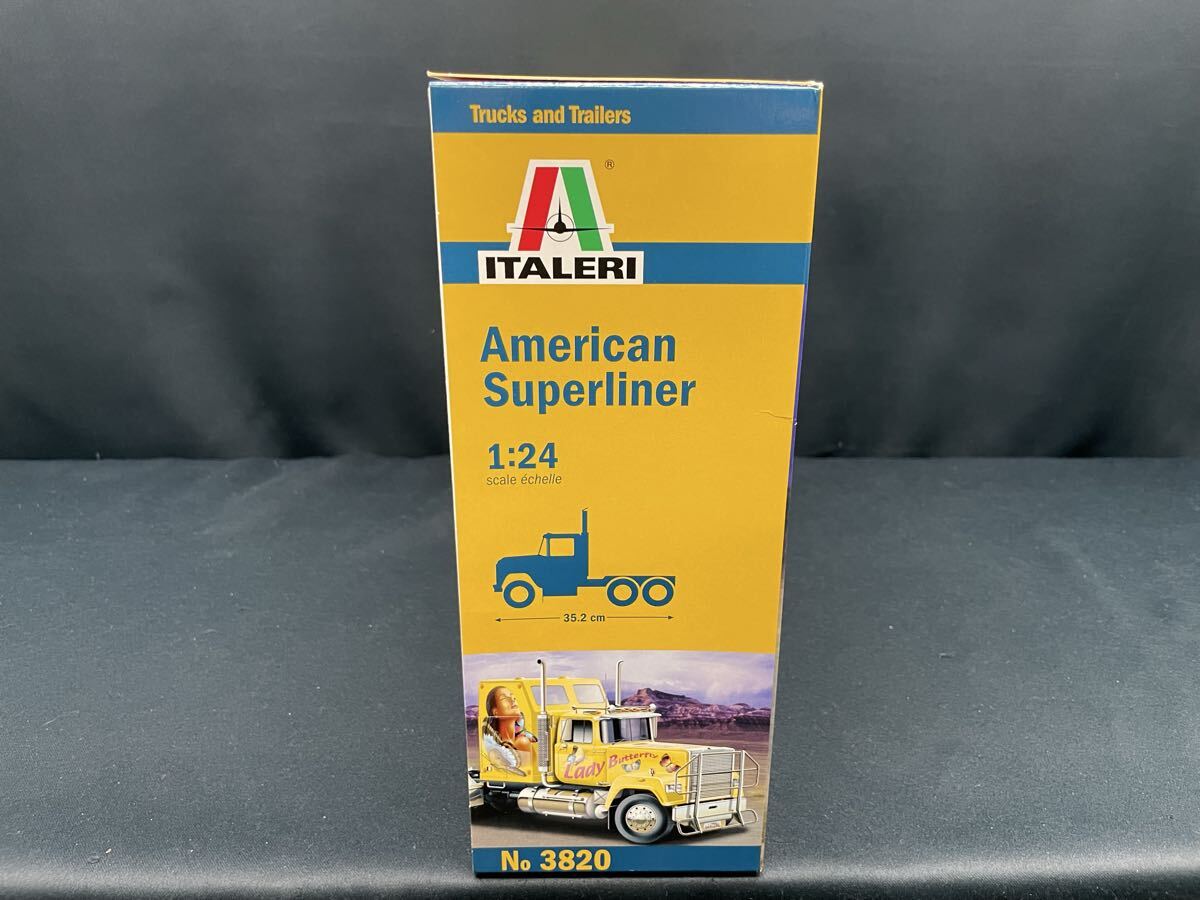 Trucks and Trailers
®
ITALERI
American
Superliner
1:24
scale échelle
35.2 cm
Lady Butterfly
No 3820